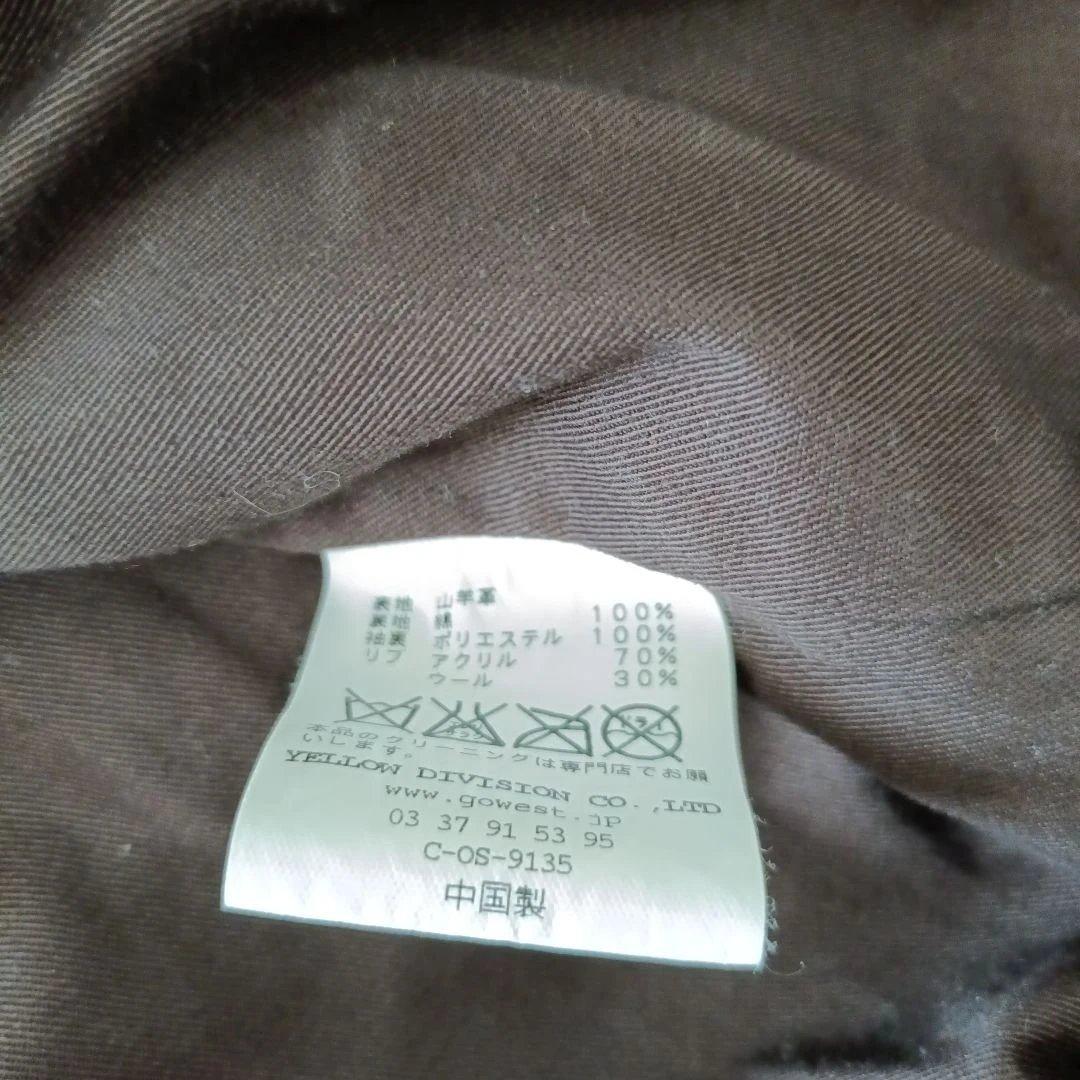 表地 山羊革 100%
裏地 綿 100%
袖裏 ポリエステル 100%
リブ アクリル 70%
ウール 30%
本品のクリーニングは専門店でお願
いします。
YELLOW DIVISION CO.,LTD
www.gowest.jp
03 37 91 53 95
C-OS-9135
中国製